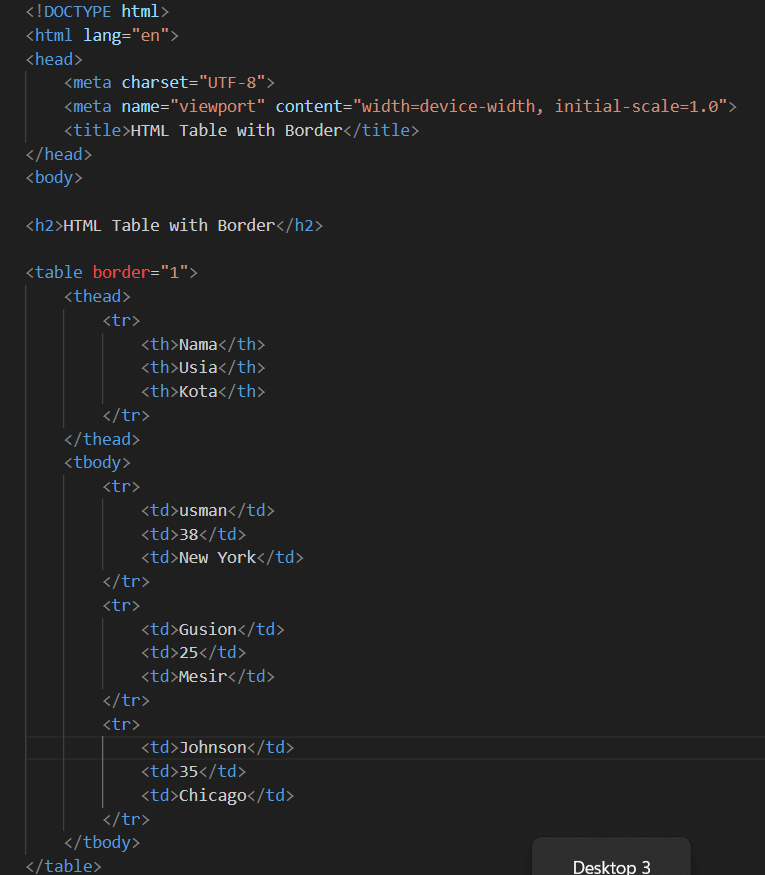 <!DOCTYPE html>
<html lang="en">
<head>
    <meta charset="UTF-8">
    <meta name="viewport" content="width=device-width, initial-scale=1.0">
    <title>HTML Table with Border</title>
</head>
<body>

<h2>HTML Table with Border</h2>

<table border="1">
    <thead>
        <tr>
            <th>Nama</th>
            <th>Usia</th>
            <th>Kota</th>
        </tr>
    </thead>
    <tbody>
        <tr>
            <td>usman</td>
            <td>38</td>
            <td>New York</td>
        </tr>
        <tr>
            <td>Gusion</td>
            <td>25</td>
            <td>Mesir</td>
        </tr>
        <tr>
            <td>Johnson</td>
            <td>35</td>
            <td>Chicago</td>
        </tr>
    </tbody>
</table>
Desktop 3